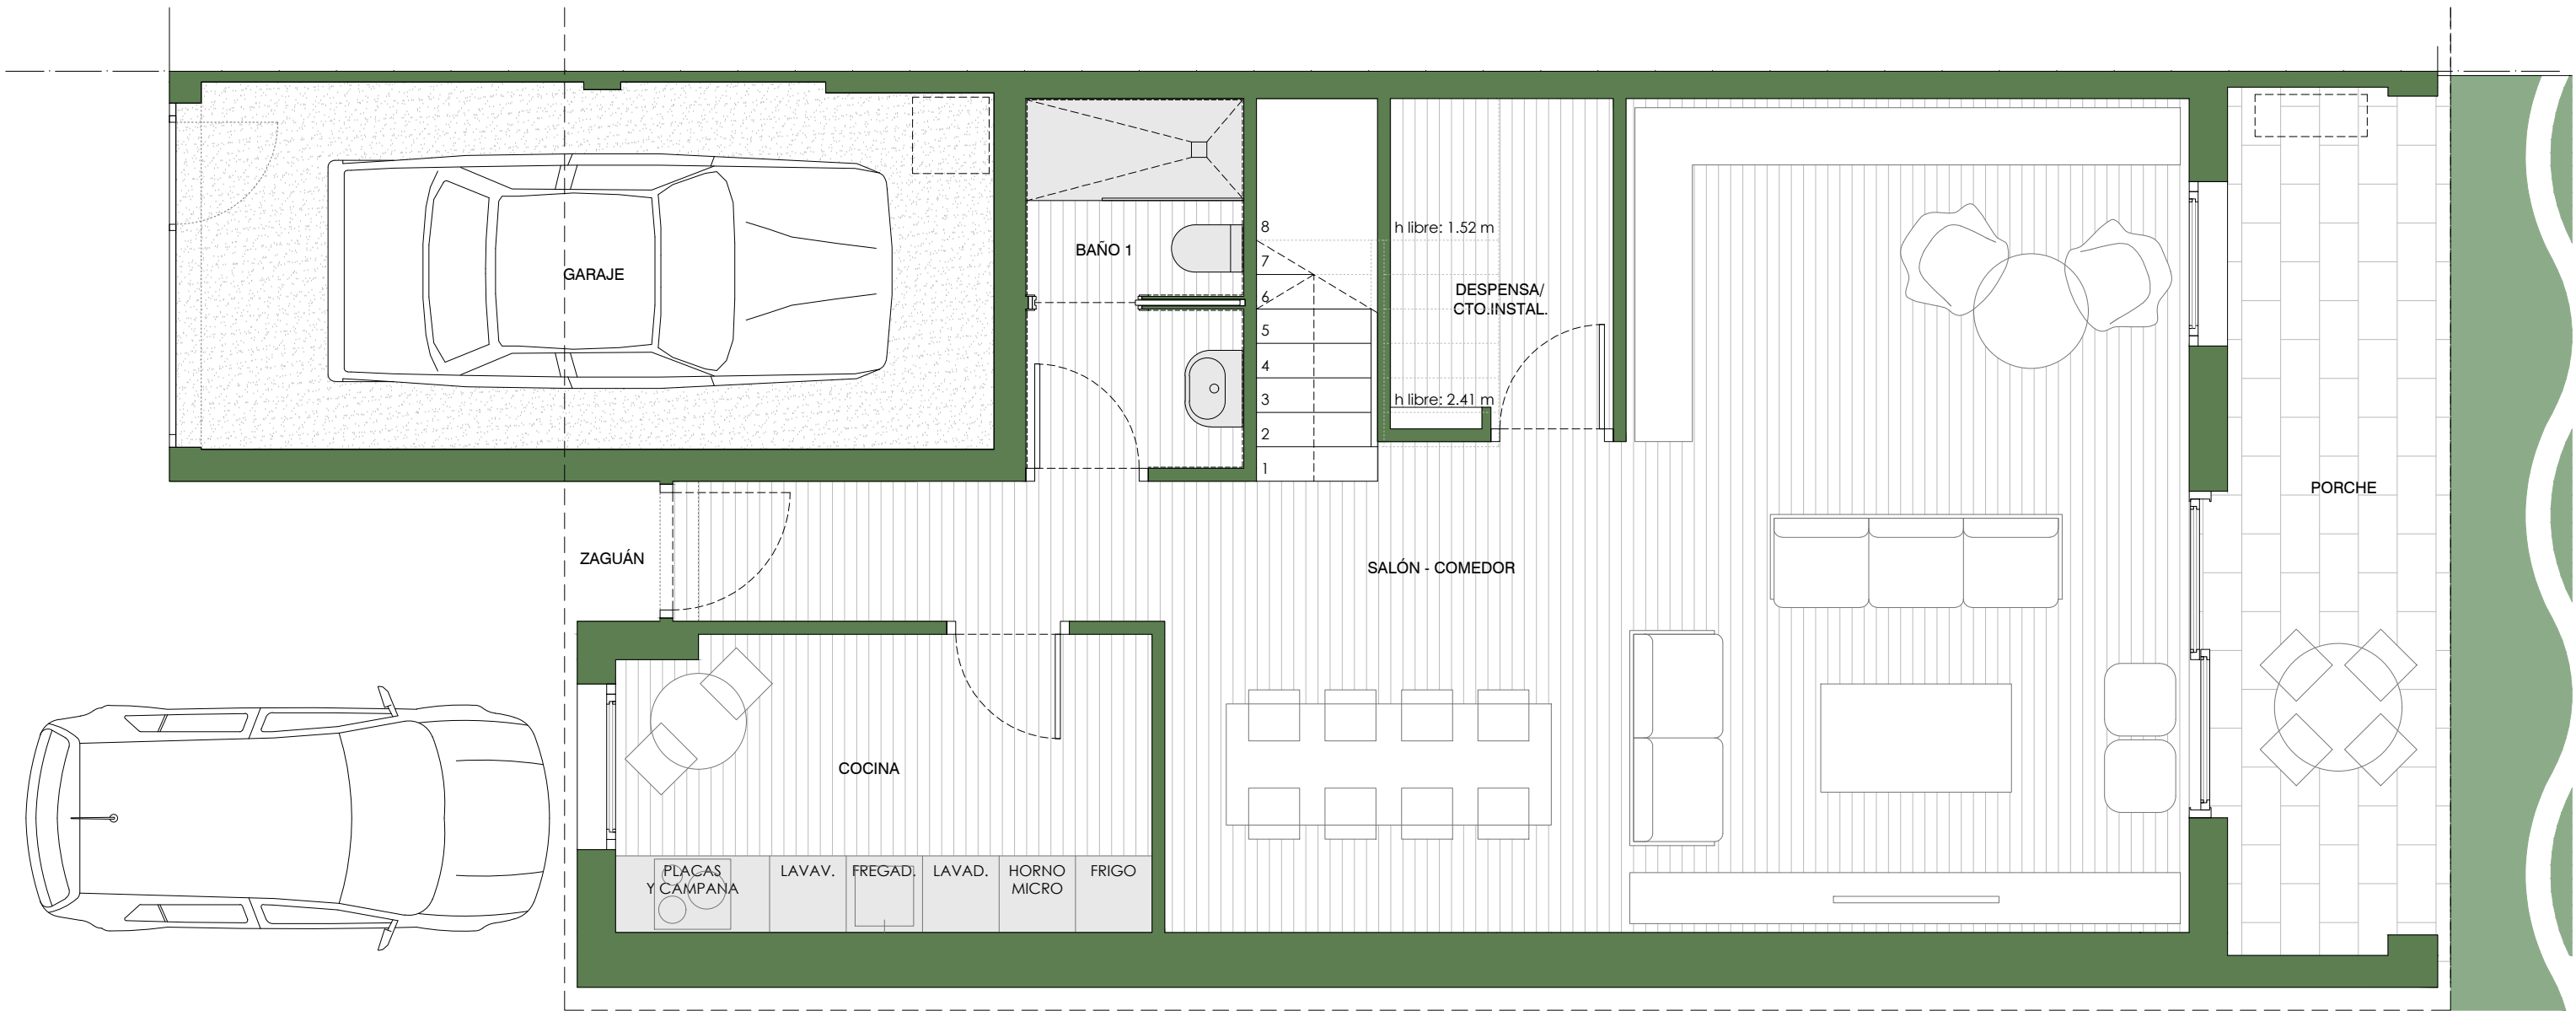 GARAJE
BAÑO 1
8
7
6
5
4
3
2
1
h libre: 1.52 m
DESPENSA/
CTO.INSTAL.
h libre: 2.41 m
PORCHE
ZAGUÁN
SALÓN - COMEDOR
COCINA
PLACAS
Y CAMPANA
LAVAV.
FREGAD.
LAVAD.
HORNO
MICRO
FRIGO